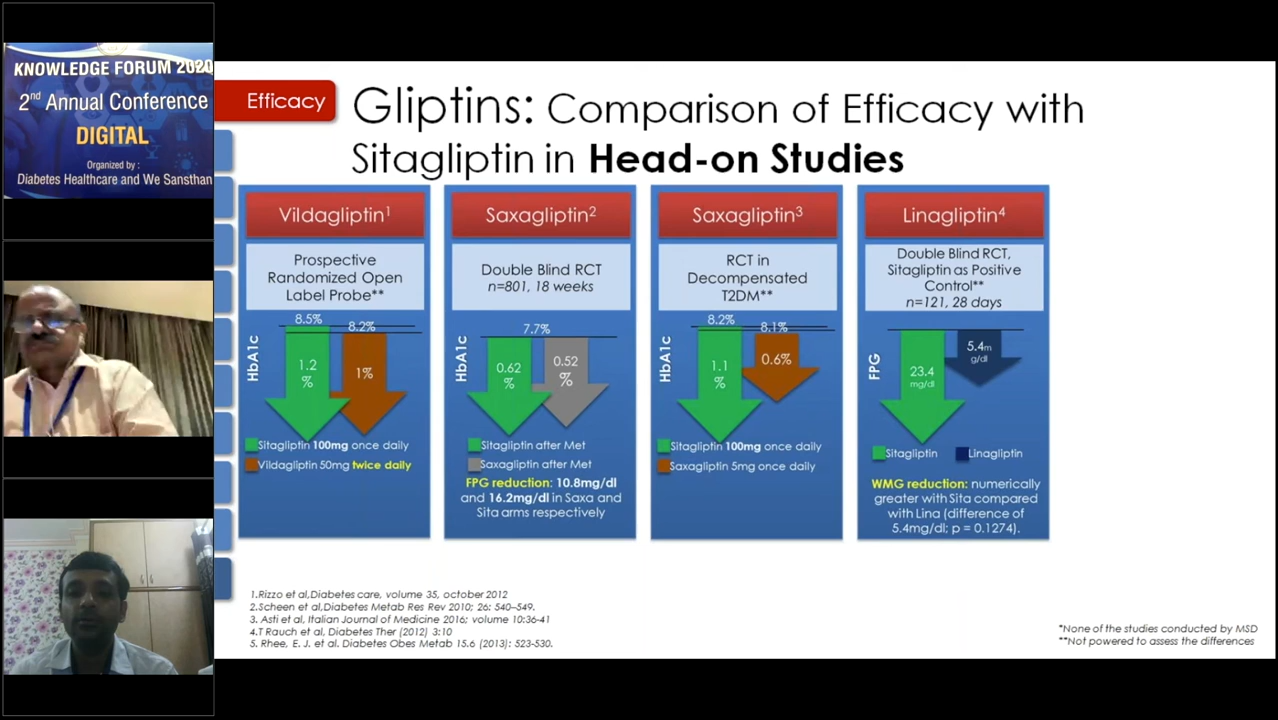 KNOWLEDGE FORUM 2020
2nd Annual Conference
DIGITAL
Organized by :
Diabetes Healthcare and We Sansthan
Efficacy
Gliptins: Comparison of Efficacy with
Sitagliptin in Head-on Studies
Vildagliptin1
Prospective
Randomized Open
Label Probe**
8.5%
8.2%
HbA1c
1.2
%
1%
Sitagliptin 100mg once daily
Vildagliptin 50mg twice daily
Saxagliptin2
Double Blind RCT
n=801, 18 weeks
7.7%
HbA1c
0.62
%
0.52
%
Sitagliptin after Met
Saxagliptin after Met
FPG reduction: 10.8mg/dl
and 16.2mg/dl in Saxa and
Sita arms respectively
Saxagliptin3
RCT in
Decompensated
T2DM**
8.2%
8.1%
HbA1c
1.1
%
0.6%
Sitagliptin 100mg once daily
Saxagliptin 5mg once daily
Linagliptin4
Double Blind RCT,
Sitagliptin as Positive
Control**
n=121, 28 days
FPG
23.4
mg/dl
5.4m
g/dl
Sitagliptin
Linagliptin
WMG reduction: numerically
greater with Sita compared
with Lina (difference of
5.4mg/dl; p = 0.1274).
1.Rizzo et al,Diabetes care, volume 35, october 2012
2.Scheen et al,Diabetes Metab Res Rev 2010; 26: 540–549.
3. Asti et al, Italian Journal of Medicine 2016; volume 10:36-41
4.T Rauch et al, Diabetes Ther (2012) 3:10
5. Rhee, E. J. et al. Diabetes Obes Metab 15.6 (2013): 523-530.
*None of the studies conducted by MSD
**Not powered to assess the differences